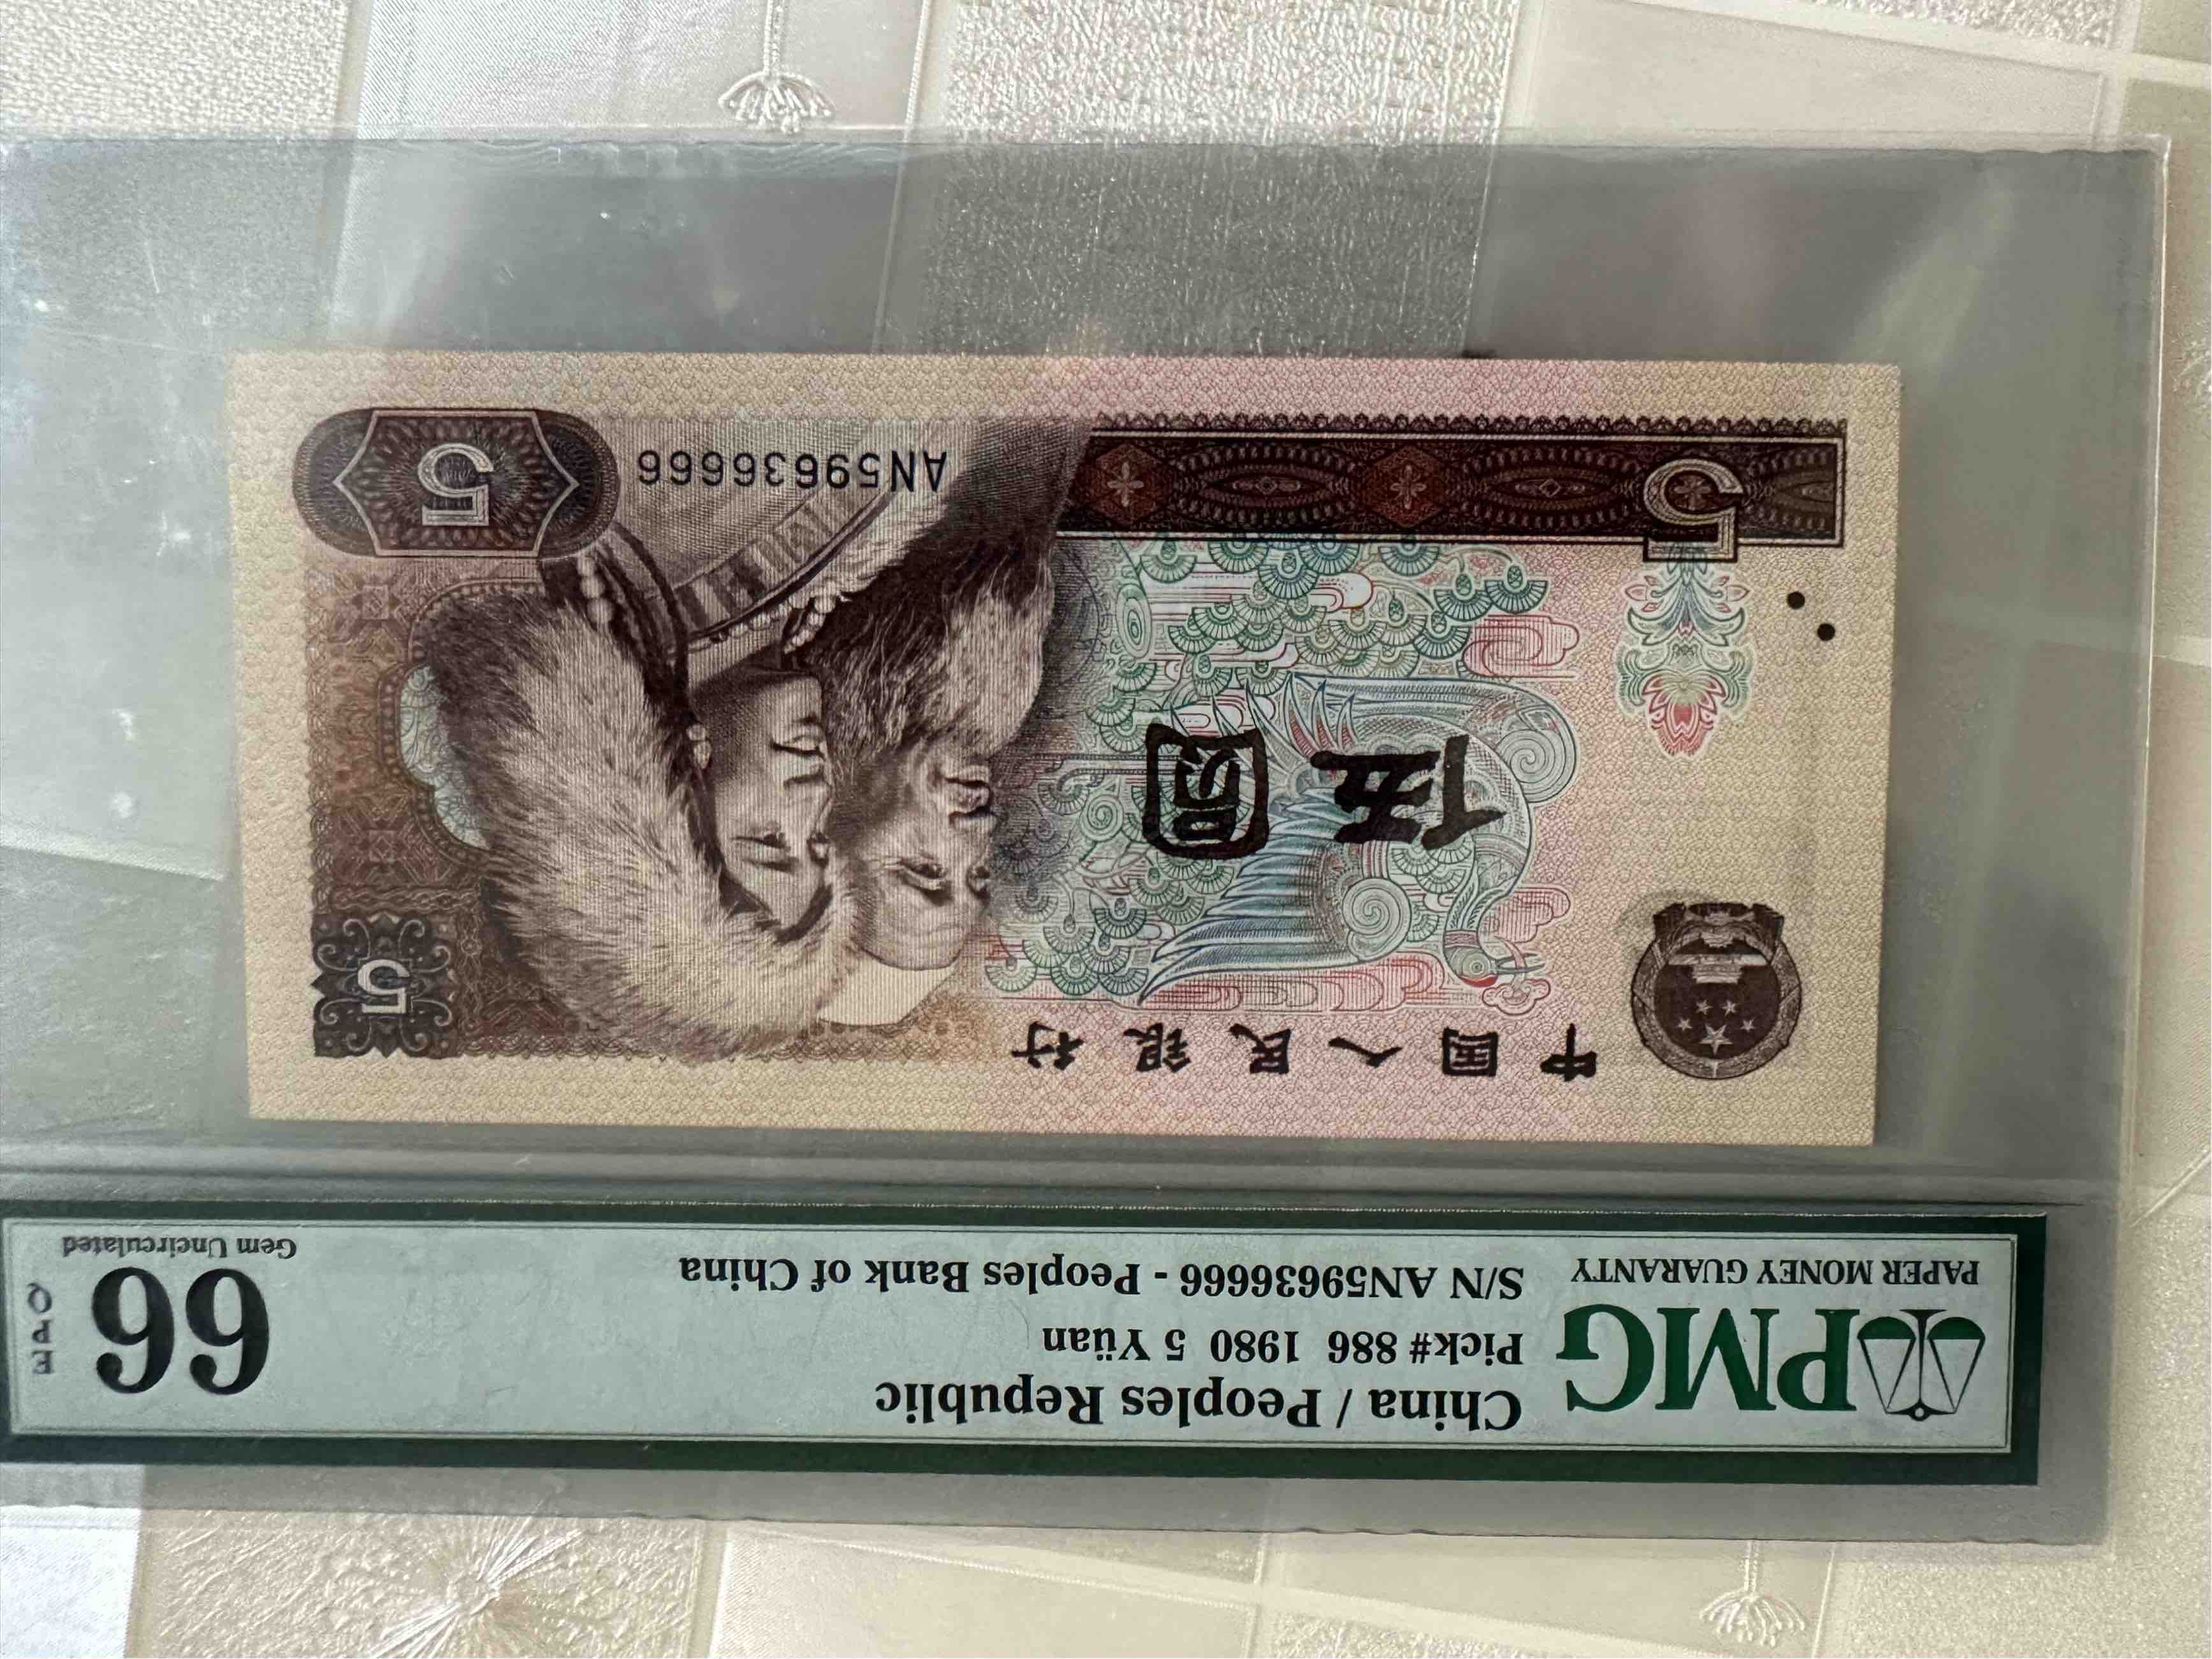 PMG
PAPER MONEY GUARANTY
China / Peoples Republic
Pick# 886 1980 5 Yüan
S/N AN59636666 - Peoples Bank of China
66
EPQ
Gem Uncirculated
中国人民银行
5
伍圆
5
AN59636666
5